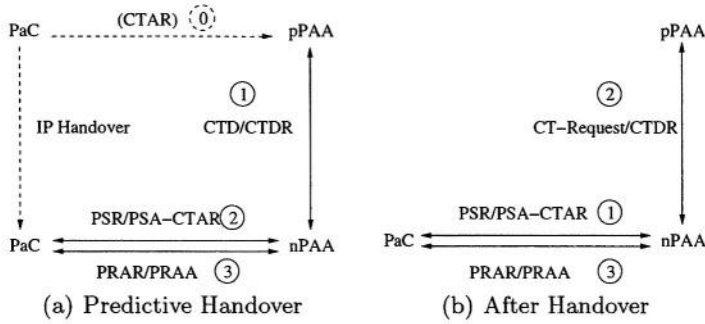 (CTAR) 0
PaC pPAA pPAA
1 2
IP Handover CTD/CTDR CT-Request/CTDR
PSR/PSA-CTAR 2 PSR/PSA-CTAR 1
PaC nPAA PaC nPAA
PRAR/PRAA 3 PRAR/PRAA 3
(a) Predictive Handover (b) After Handover